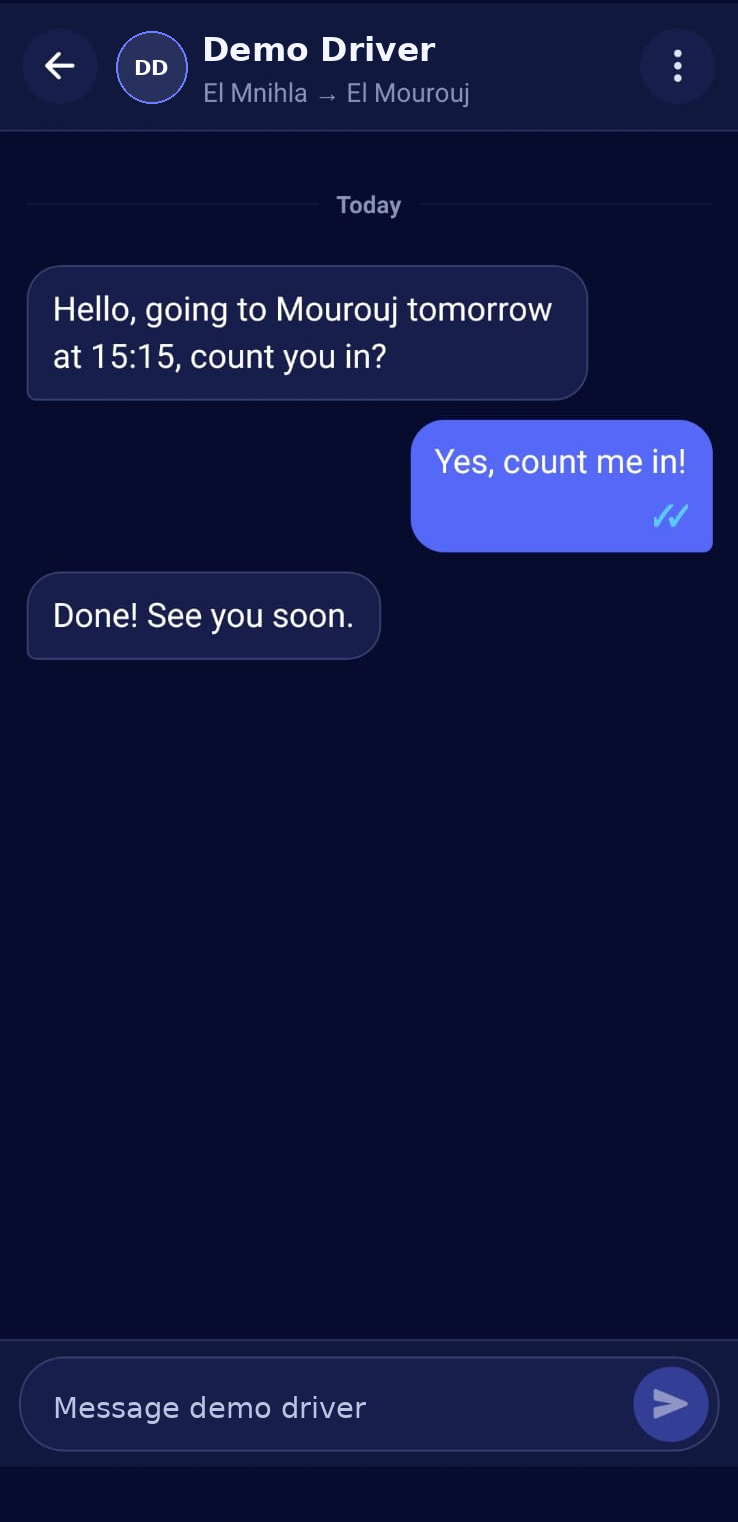 Demo Driver
DD
El Mnihla → El Mourouj
Today
Hello, going to Mourouj tomorrow
at 15:15, count you in?
Yes, count me in!
Done! See you soon.
Message demo driver